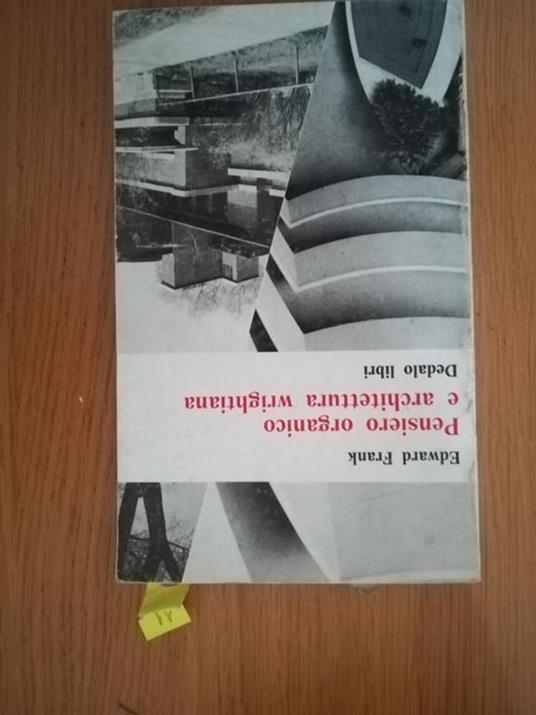 Edward Frank
Pensiero organico
e architettura wrightiana
Dedalo libri